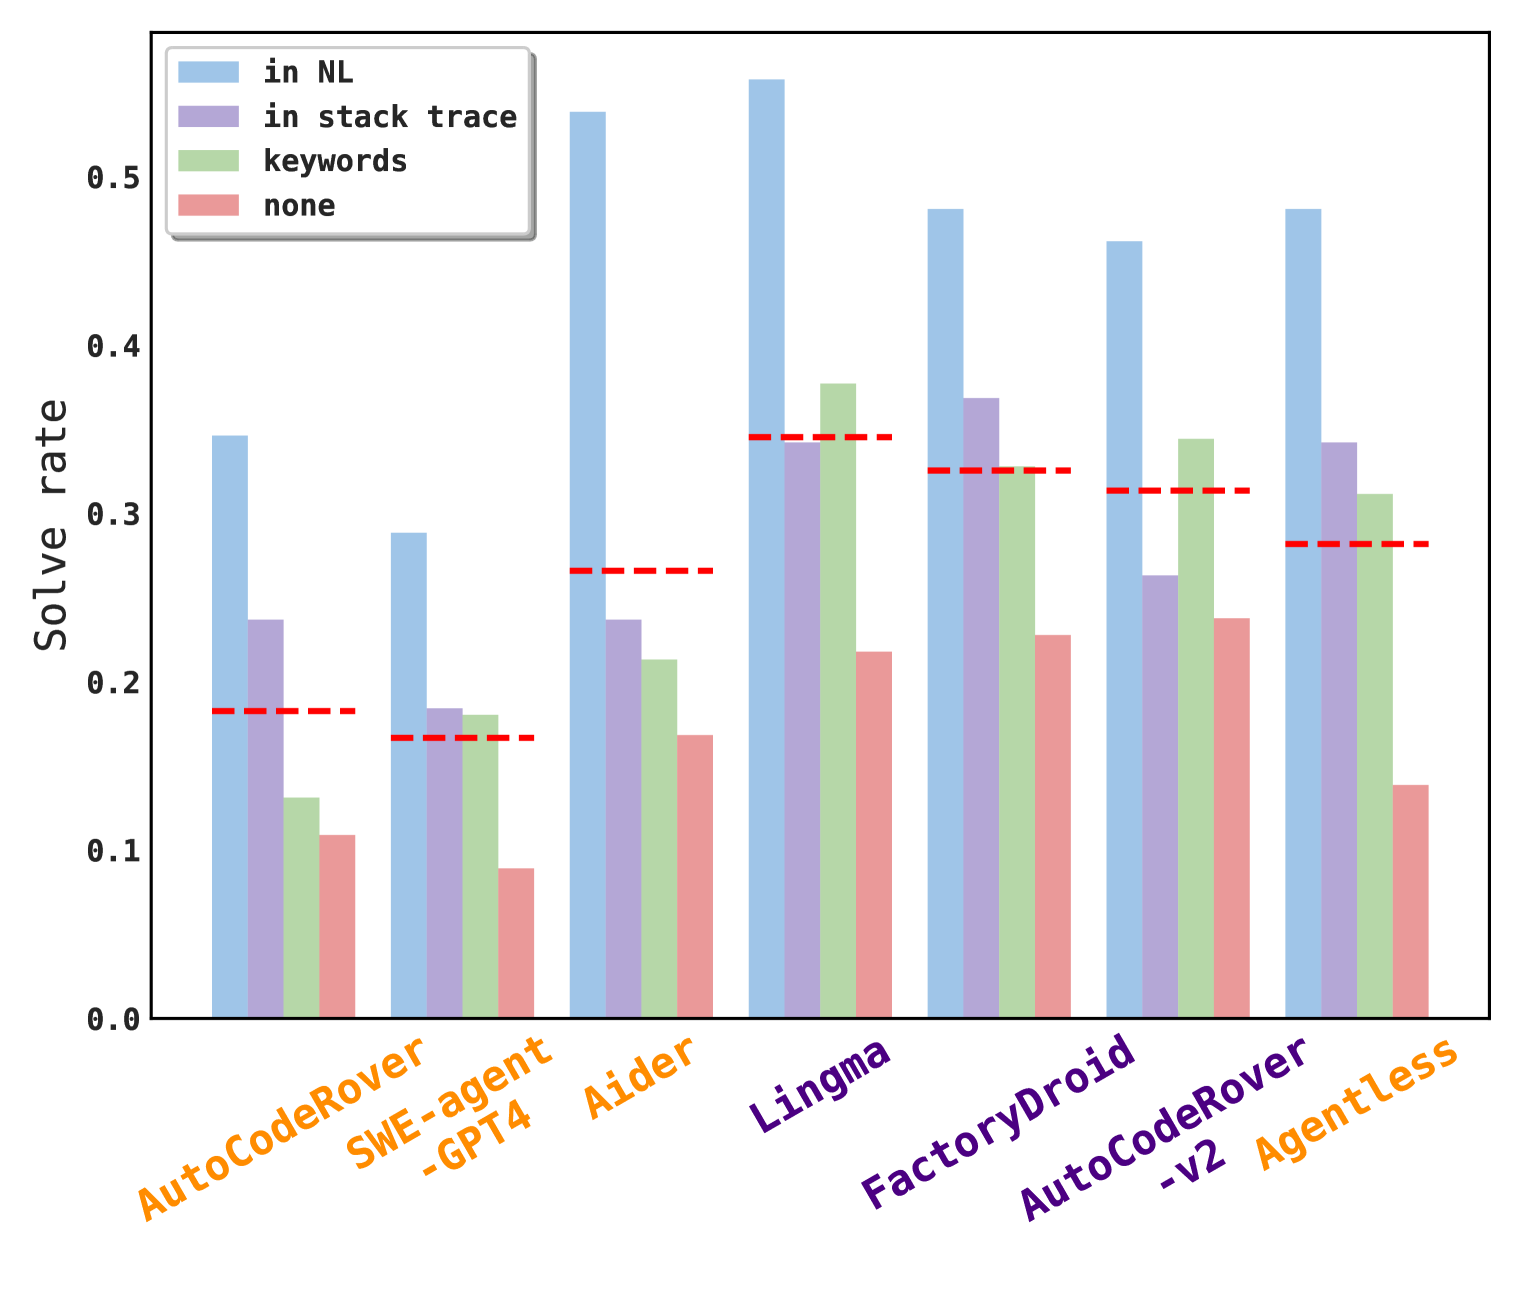 in NL
in stack trace
keywords
none
Solve rate
0.5
0.4
0.3
0.2
0.1
0.0
AutoCodeRover
SWE-agent
-GPT4
Aider
Lingma
FactoryDroid
AutoCodeRover
-v2
Agentless